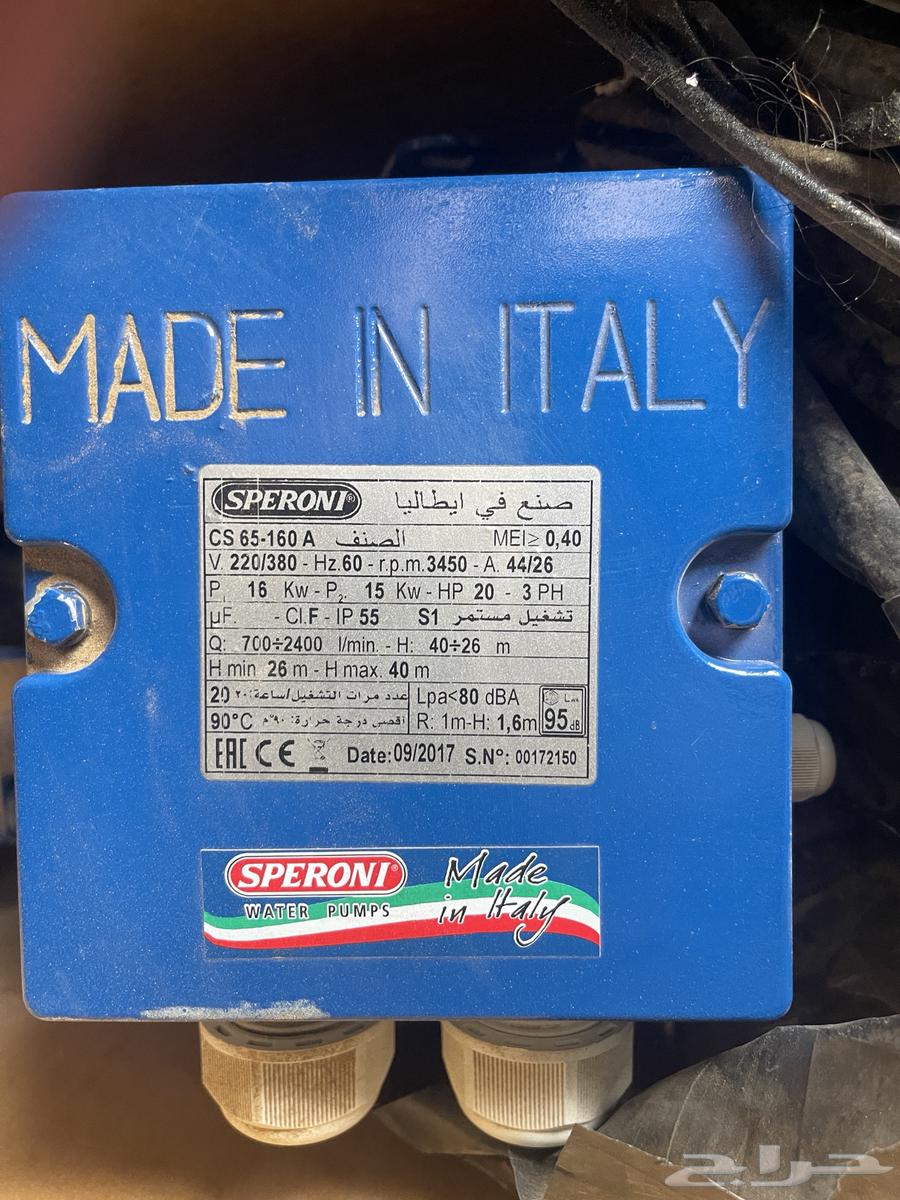 MADE IN ITALY
SPERONI® صنع في ايطاليا
CS 65-160 A الصنف MEI≥ 0,40
V. 220/380 - Hz.60 - r.p.m.3450 - A. 44/26
P1 16 Kw - P2: 15 Kw - HP 20 - 3 PH
µF. - Cl.F - IP 55 S1 تشغيل مستمر
Q: 700÷2400 l/min. - H: 40÷26 m
H min 26 m - H max. 40 m
20 عدد مرات التشغيل/ساعة: ٢٠ Lpa<80 dBA
90°C أقصى درجة حرارة: ٩٠°م R: 1m-H: 1,6m 95 dB
EAC CE Date:09/2017 S.N°: 00172150
SPERONI® Made
WATER PUMPS in Italy
حراج